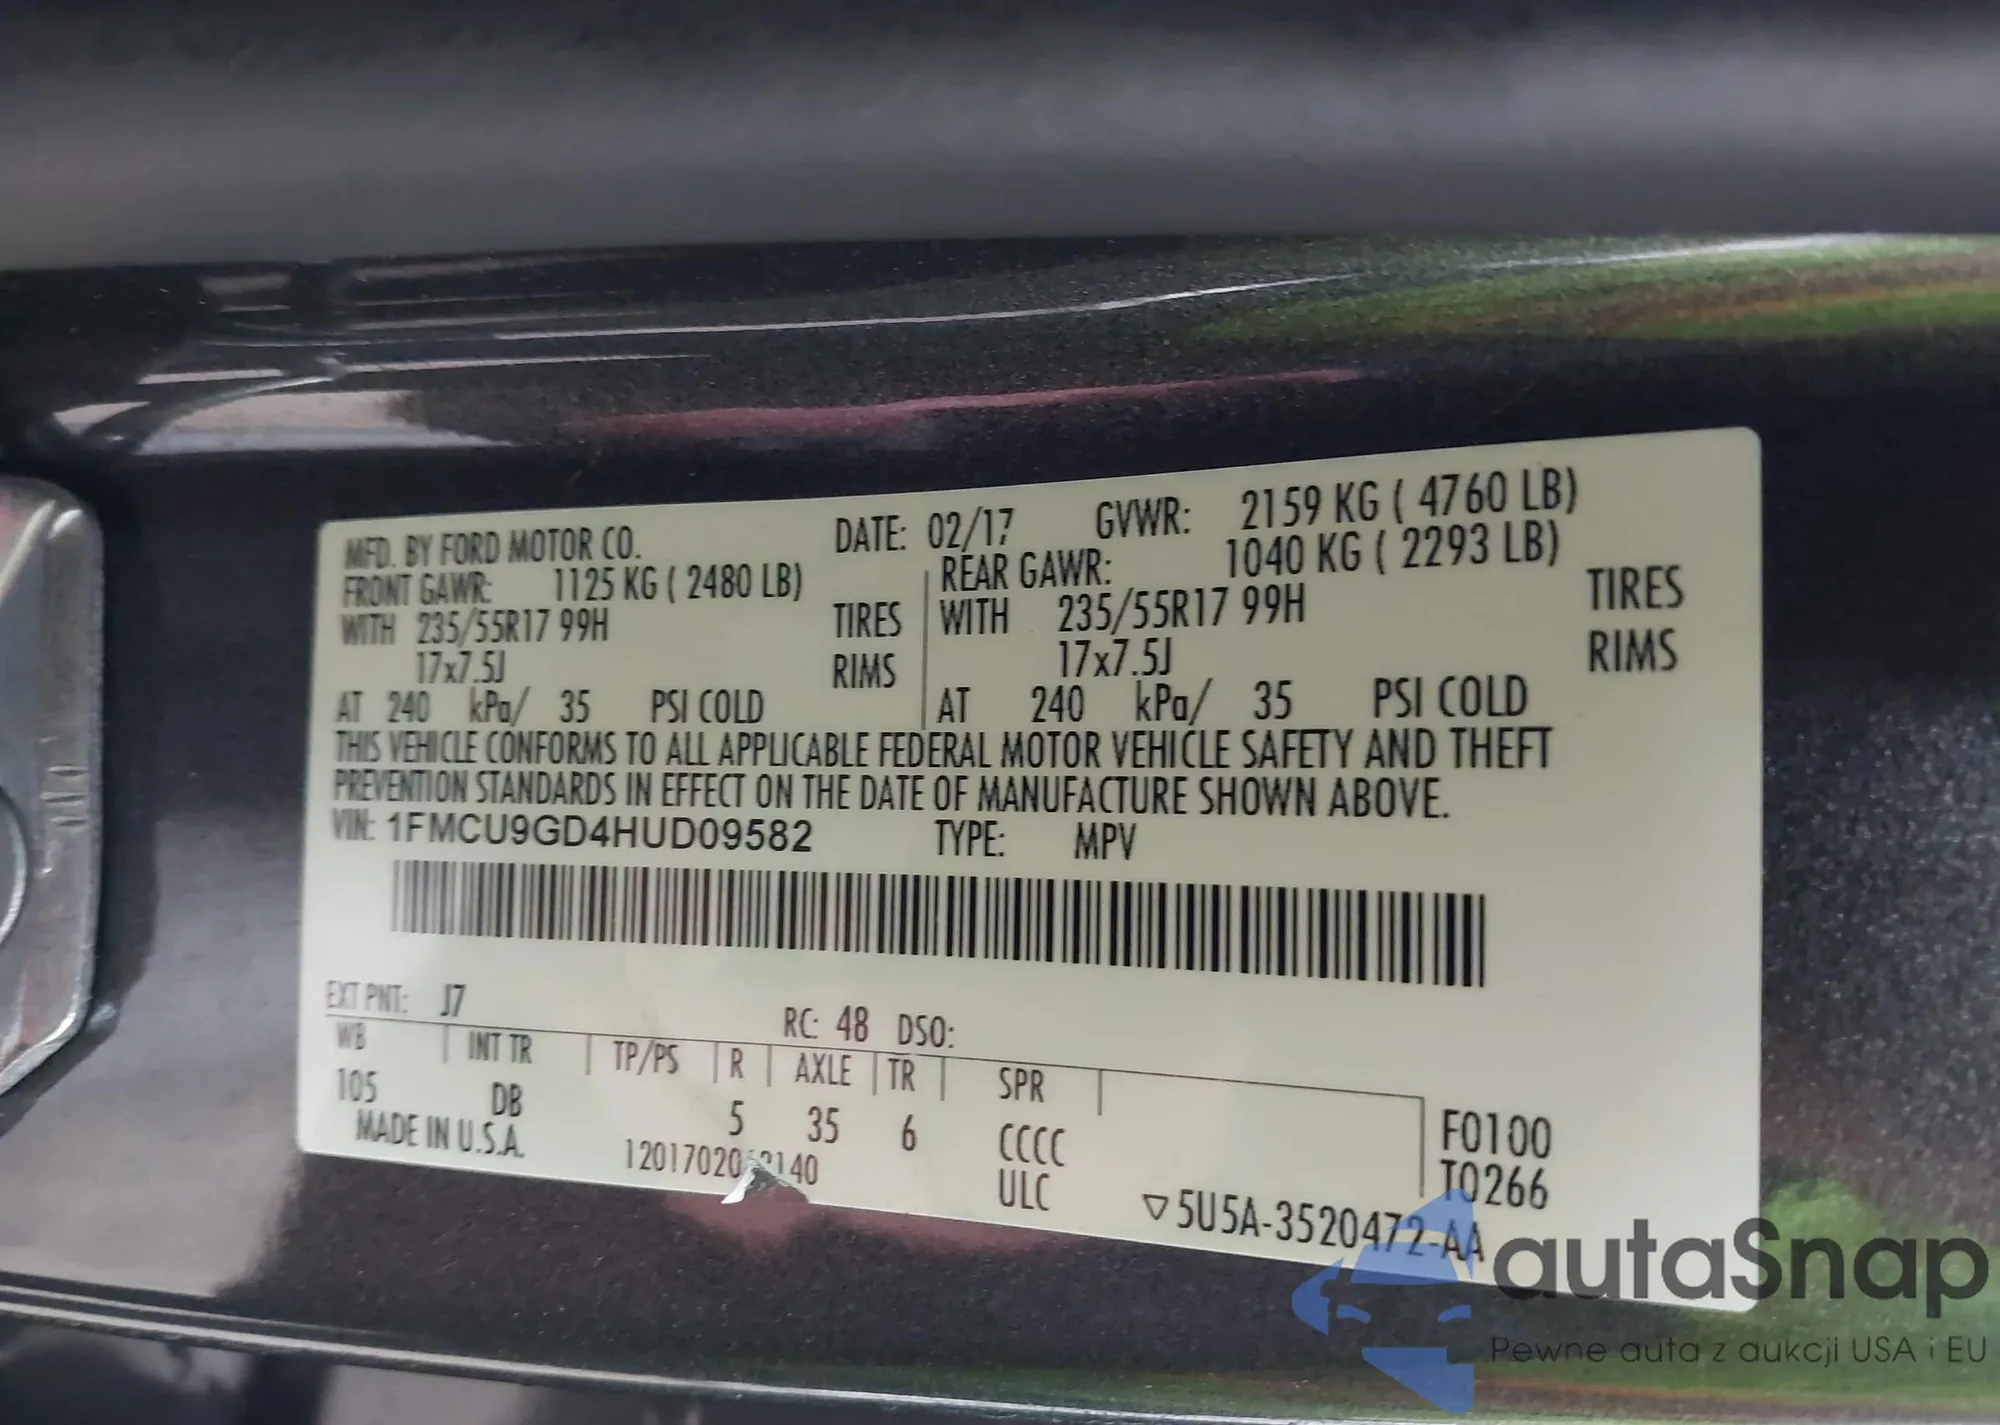 MFD. BY FORD MOTOR CO. DATE: 02/17 GVWR: 2159 KG ( 4760 LB)
FRONT GAWR: 1125 KG ( 2480 LB) REAR GAWR: 1040 KG ( 2293 LB)
WITH 235/55R17 99H TIRES WITH 235/55R17 99H TIRES
17x7.5J RIMS 17x7.5J RIMS
AT 240 kPa/ 35 PSI COLD AT 240 kPa/ 35 PSI COLD
THIS VEHICLE CONFORMS TO ALL APPLICABLE FEDERAL MOTOR VEHICLE SAFETY AND THEFT
PREVENTION STANDARDS IN EFFECT ON THE DATE OF MANUFACTURE SHOWN ABOVE.
VIN: 1FMCU9GD4HUD09582 TYPE: MPV
EXT PNT: J7 RC: 48 DSO:
WB INT TR TP/PS R AXLE TR SPR
105 DB 5 35 6 CCCC F0100
MADE IN U.S.A. ULC T0266
▽5U5A-3520472-AA
autaSnap
Pewne auta z aukcji USA i EU